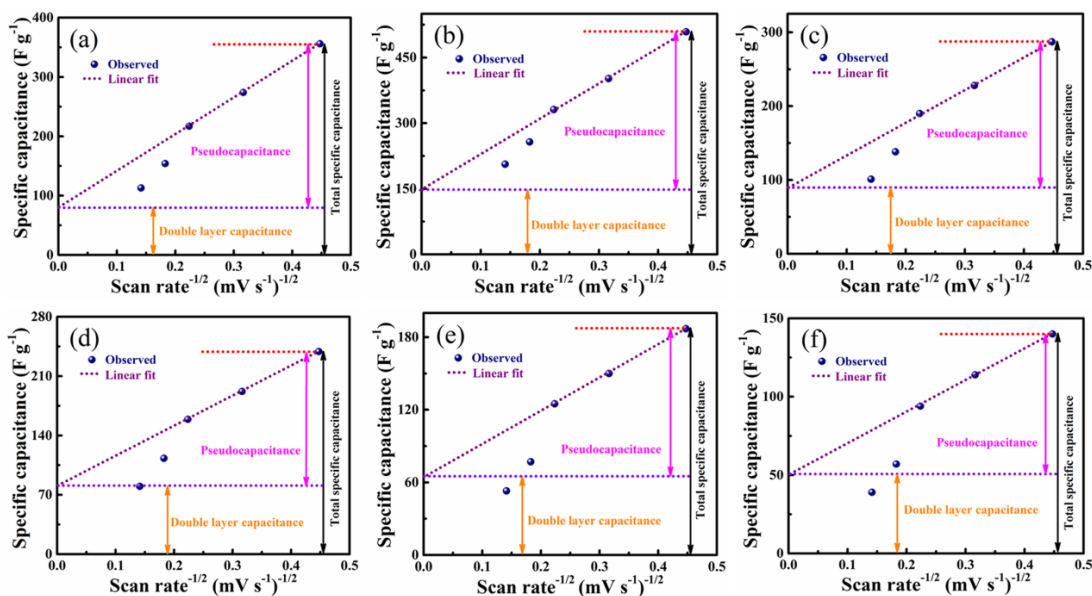 (a)
Observed
Linear fit
Pseudocapacitance
Double layer capacitance
Total specific capacitance
Specific capacitance (F g⁻¹)
400
300
200
100
0
0.0 0.1 0.2 0.3 0.4 0.5
Scan rate⁻¹/² (mV s⁻¹)⁻¹/²
(b)
Observed
Linear fit
Pseudocapacitance
Double layer capacitance
Total specific capacitance
Specific capacitance (F g⁻¹)
450
300
150
0
0.0 0.1 0.2 0.3 0.4 0.5
Scan rate⁻¹/² (mV s⁻¹)⁻¹/²
(c)
Observed
Linear fit
Pseudocapacitance
Double layer capacitance
Total specific capacitance
Specific capacitance (F g⁻¹)
300
200
100
0
0.0 0.1 0.2 0.3 0.4 0.5
Scan rate⁻¹/² (mV s⁻¹)⁻¹/²
(d)
Observed
Linear fit
Pseudocapacitance
Double layer capacitance
Total specific capacitance
Specific capacitance (F g⁻¹)
280
210
140
70
0
0.0 0.1 0.2 0.3 0.4 0.5
Scan rate⁻¹/² (mV s⁻¹)⁻¹/²
(e)
Observed
Linear fit
Pseudocapacitance
Double layer capacitance
Total specific capacitance
Specific capacitance (F g⁻¹)
180
120
60
0
0.0 0.1 0.2 0.3 0.4 0.5
Scan rate⁻¹/² (mV s⁻¹)⁻¹/²
(f)
Observed
Linear fit
Pseudocapacitance
Double layer capacitance
Total specific capacitance
Specific capacitance (F g⁻¹)
150
100
50
0
0.0 0.1 0.2 0.3 0.4 0.5
Scan rate⁻¹/² (mV s⁻¹)⁻¹/²